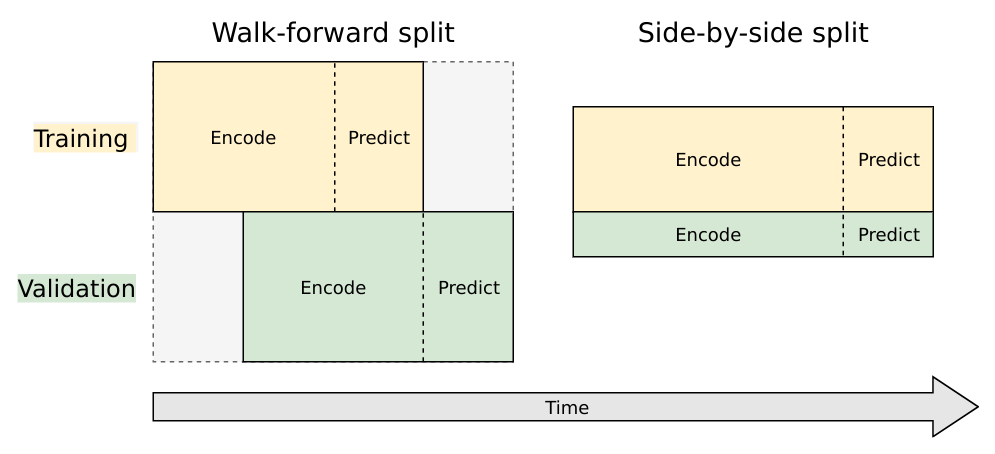 Walk-forward split
Side-by-side split
Training
Encode
Predict
Encode
Predict
Encode
Predict
Validation
Encode
Predict
Time